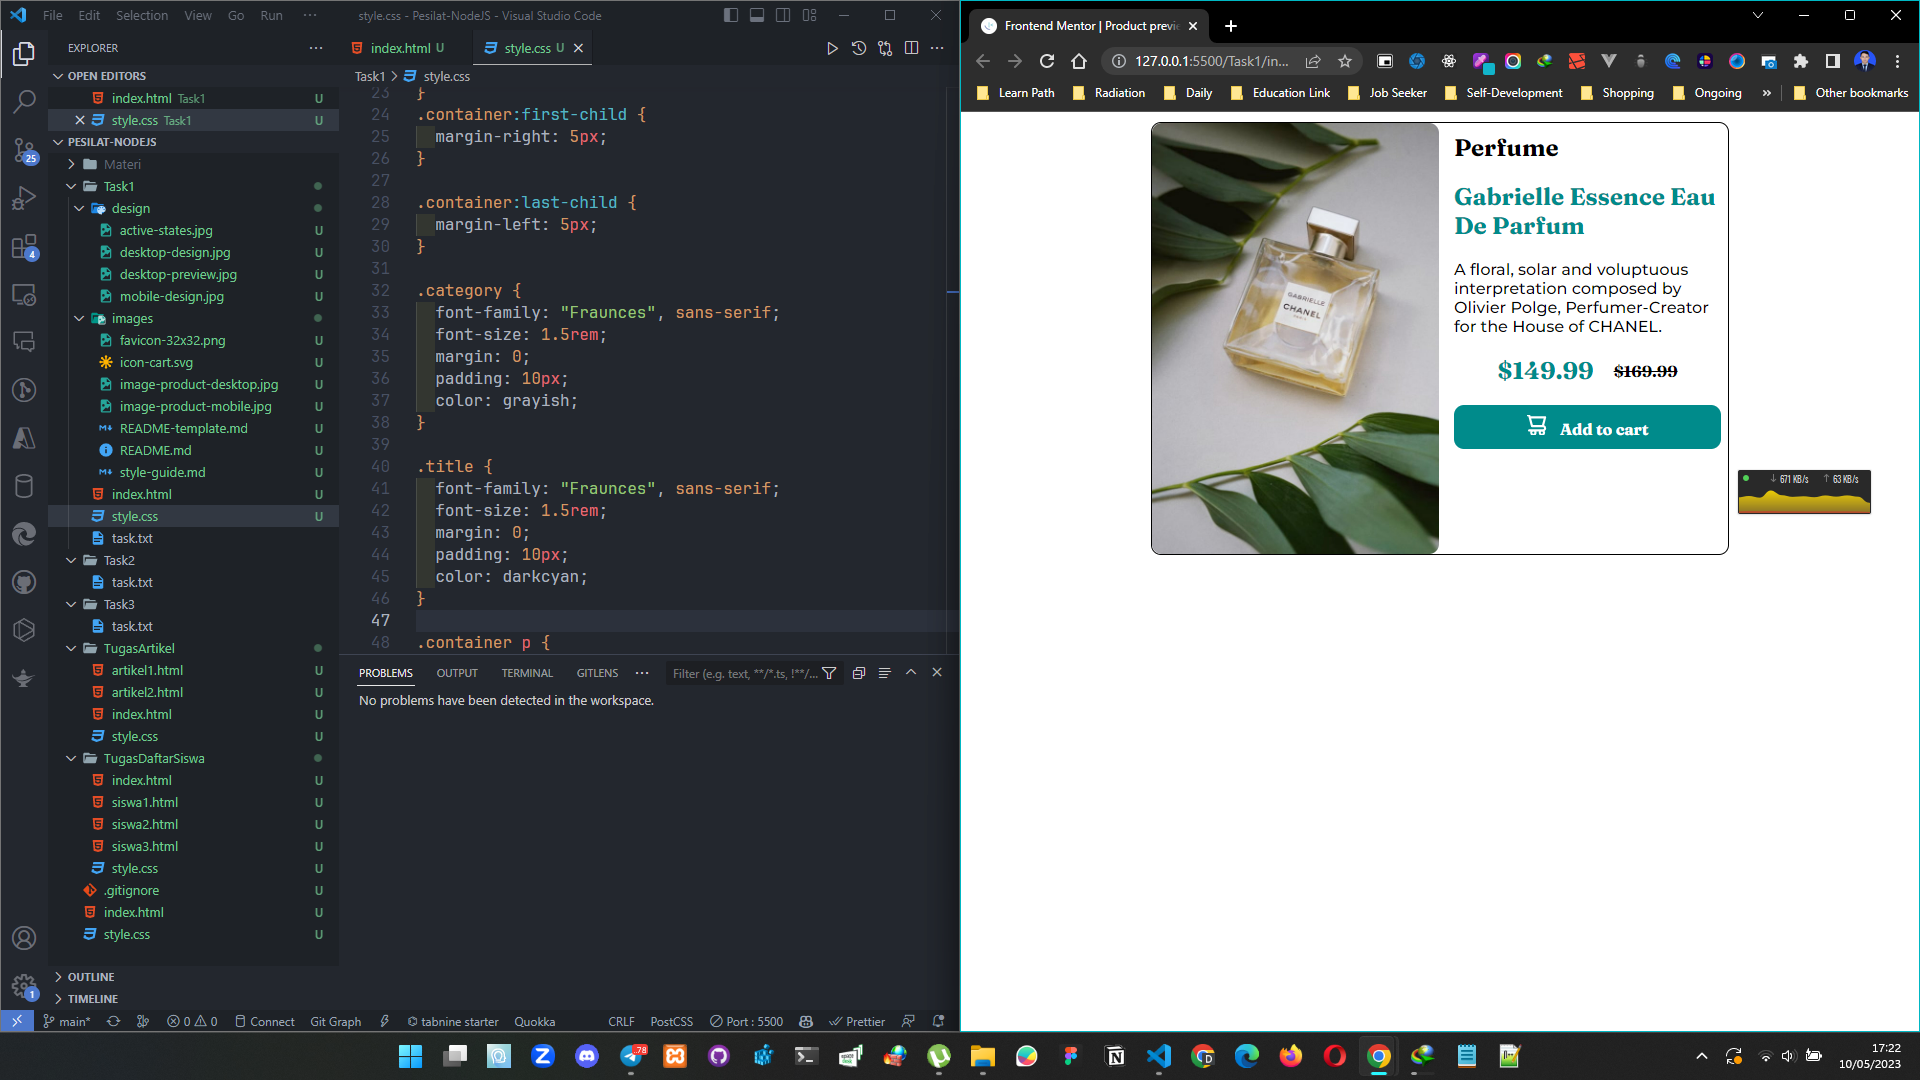 File Edit Selection View Go Run ··· style.css - Pesilat-NodeJS - Visual Studio Code
EXPLORER ···
index.html U style.css U
Task1 > style.css
OPEN EDITORS
index.html Task1 U
style.css Task1 U
PESILAT-NODEJS
Materi
Task1
design
active-states.jpg U
desktop-design.jpg U
desktop-preview.jpg U
mobile-design.jpg U
images
favicon-32x32.png U
icon-cart.svg U
image-product-desktop.jpg U
image-product-mobile.jpg U
README-template.md U
README.md U
style-guide.md U
index.html U
style.css U
task.txt
Task2
task.txt
Task3
task.txt
TugasArtikel
artikel1.html U
artikel2.html U
index.html U
style.css U
TugasDaftarSiswa
index.html U
siswa1.html U
siswa2.html U
siswa3.html U
style.css U
.gitignore U
index.html U
style.css U
OUTLINE
TIMELINE
25
4
1
23 }
24 .container:first-child {
25 margin-right: 5px;
26 }
27
28 .container:last-child {
29 margin-left: 5px;
30 }
31
32 .category {
33 font-family: "Fraunces", sans-serif;
34 font-size: 1.5rem;
35 margin: 0;
36 padding: 10px;
37 color: grayish;
38 }
39
40 .title {
41 font-family: "Fraunces", sans-serif;
42 font-size: 1.5rem;
43 margin: 0;
44 padding: 10px;
45 color: darkcyan;
46 }
47
48 .container p {
PROBLEMS OUTPUT TERMINAL GITLENS ··· Filter (e.g. text, **/*.ts, !**/...
No problems have been detected in the workspace.
main* 0 0 Connect Git Graph tabnine starter Quokka CRLF PostCSS Port : 5500 Prettier
Frontend Mentor | Product previe
127.0.0.1:5500/Task1/in...
Learn Path Radiation Daily Education Link Job Seeker Self-Development Shopping Ongoing » Other bookmarks
GABRIELLE
CHANEL
PARIS
Perfume
Gabrielle Essence Eau
De Parfum
A floral, solar and voluptuous
interpretation composed by
Olivier Polge, Perfumer-Creator
for the House of CHANEL.
$149.99 $169.99
Add to cart
↓ 671 KB/s ↑ 63 KB/s
78
17:22
10/05/2023